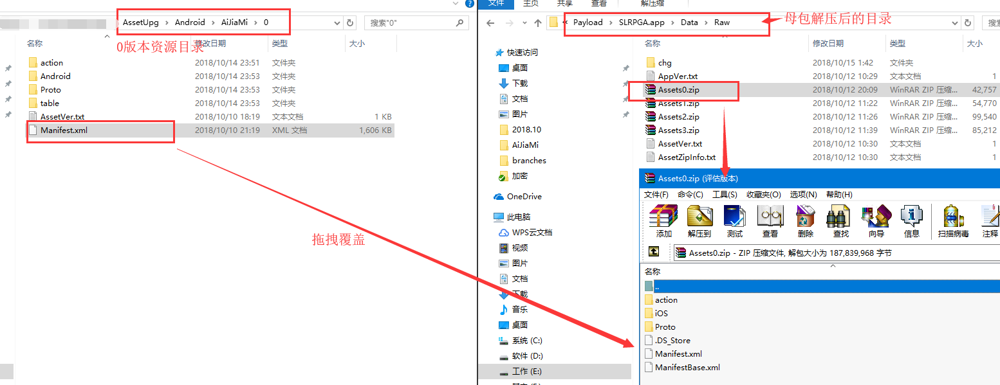 AssetUpg › Android › AiJiaMi › 0
搜索"0"
0版本资源目录
名称 修改日期 类型 大小
action 2018/10/14 23:51 文件夹
Android 2018/10/14 23:53 文件夹
Proto 2018/10/14 23:53 文件夹
table 2018/10/14 23:53 文件夹
AssetVer.txt 2018/10/10 18:19 文本文档 1 KB
Manifest.xml 2018/10/10 21:19 XML 文档 1,606 KB
拖拽覆盖
文件 主页 共享 查看 解压缩
« Payload › SLRPGA.app › Data › Raw
母包解压后的目录
快速访问
桌面
下载
文档
图片
2018.10
AiJiaMi
branches
加密
OneDrive
此电脑
WPS云文档
视频
图片
文档
下载
音乐
桌面
系统 (C:)
软件 (D:)
工作 (E:)
名称 修改日期 类型 大小
chg 2018/10/15 1:42 文件夹
AppVer.txt 2018/10/12 10:29 文本文档 1
Assets0.zip 2018/10/12 20:09 WinRAR ZIP 压缩... 42,757
Assets1.zip 2018/10/12 11:22 WinRAR ZIP 压缩... 54,770
Assets2.zip 2018/10/12 11:26 WinRAR ZIP 压缩... 99,540
Assets3.zip 2018/10/12 11:39 WinRAR ZIP 压缩... 85,212
AssetVer.txt 2018/10/12 10:30 文本文档 1
AssetZipInfo.txt 2018/10/12 10:30 文本文档 1
Assets0.zip (评估版本)
文件(F) 命令(C) 工具(S) 收藏夹(O) 选项(N) 帮助(H)
添加 解压到 测试 查看 删除 查找 向导 信息 扫描病毒 注释
Assets0.zip - ZIP 压缩文件, 解包大小为 187,839,968 字节
名称
..
action
iOS
Proto
.DS_Store
Manifest.xml
ManifestBase.xml